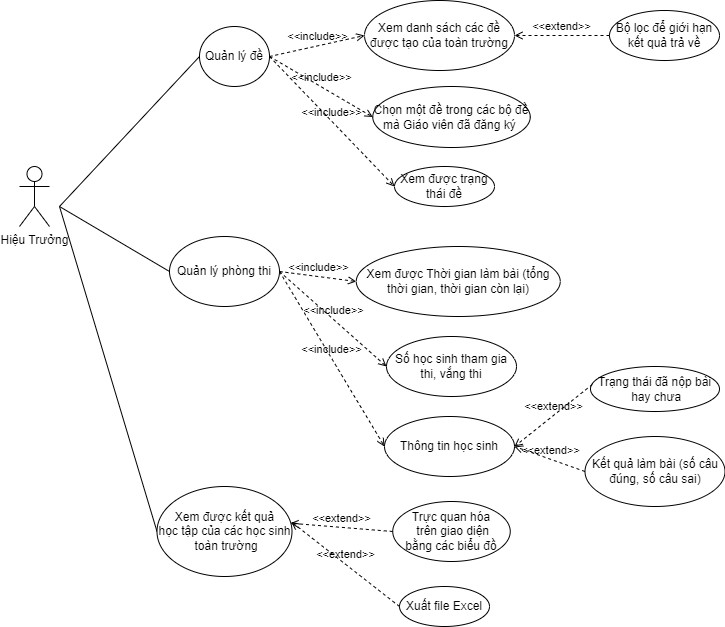 Hiệu Trưởng
Quản lý đề
<<include>>
Xem danh sách các đề
được tạo của toàn trường
<<extend>>
Bộ lọc để giới hạn
kết quả trả về
<<include>>
<<include>>
Chọn một đề trong các bộ đề
mà Giáo viên đã đăng ký
<<include>>
Xem được trạng
thái đề
Quản lý phòng thi
<<include>>
Xem được Thời gian làm bài (tổng
thời gian, thời gian còn lại)
<<include>>
Số học sinh tham gia
thi, vắng thi
<<include>>
Thông tin học sinh
<<extend>>
Trạng thái đã nộp bài
hay chưa
<<extend>>
Kết quả làm bài (số câu
đúng, số câu sai)
Xem được kết quả
học tập của các học sinh
toàn trường
<<extend>>
Trực quan hóa
trên giao diện
bằng các biểu đồ
<<extend>>
Xuất file Excel